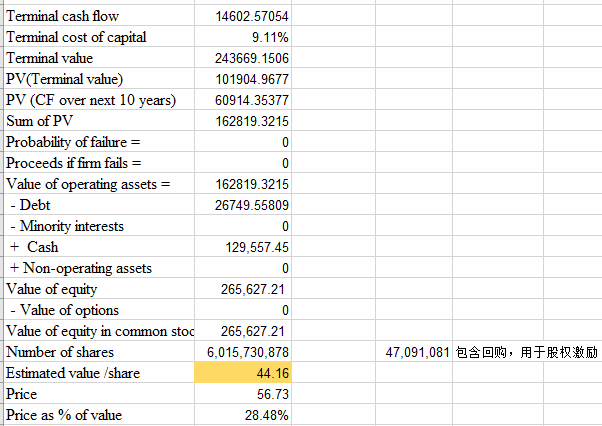 Terminal cash flow 14602.57054
Terminal cost of capital 9.11%
Terminal value 243669.1506
PV(Terminal value) 101904.9677
PV (CF over next 10 years) 60914.35377
Sum of PV 162819.3215
Probability of failure = 0
Proceeds if firm fails = 0
Value of operating assets = 162819.3215
- Debt 26749.55809
- Minority interests 0
+ Cash 129,557.45
+ Non-operating assets 0
Value of equity 265,627.21
- Value of options 0
Value of equity in common stoc 265,627.21
Number of shares 6,015,730,878 47,091,081 包含回购，用于股权激励
Estimated value /share 44.16
Price 56.73
Price as % of value 28.48%